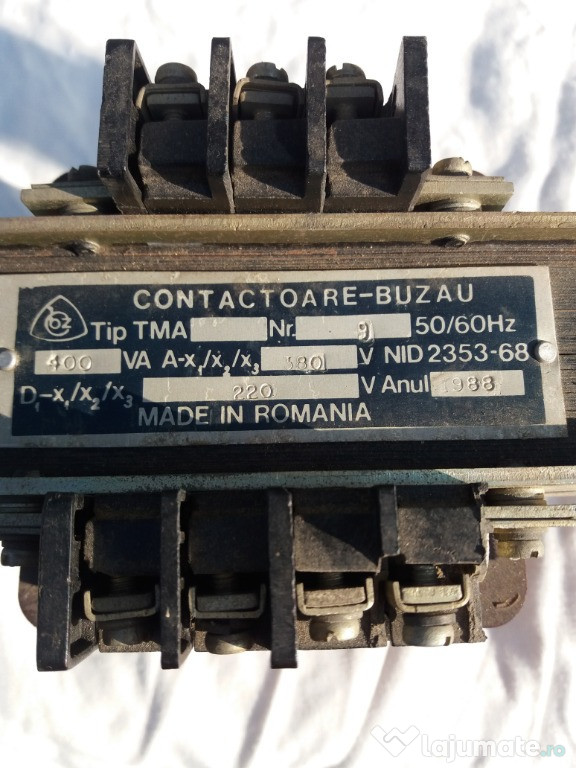 CONTACTOARE-BUZAU
Tip TMA Nr. 9 50/60Hz
400 VA A-x₁/x₂/x₃ 380 V NID 2353-68
D₁-x₁/x₂/x₃ 220 V Anul 1988
MADE IN ROMANIA
lajumate.ro